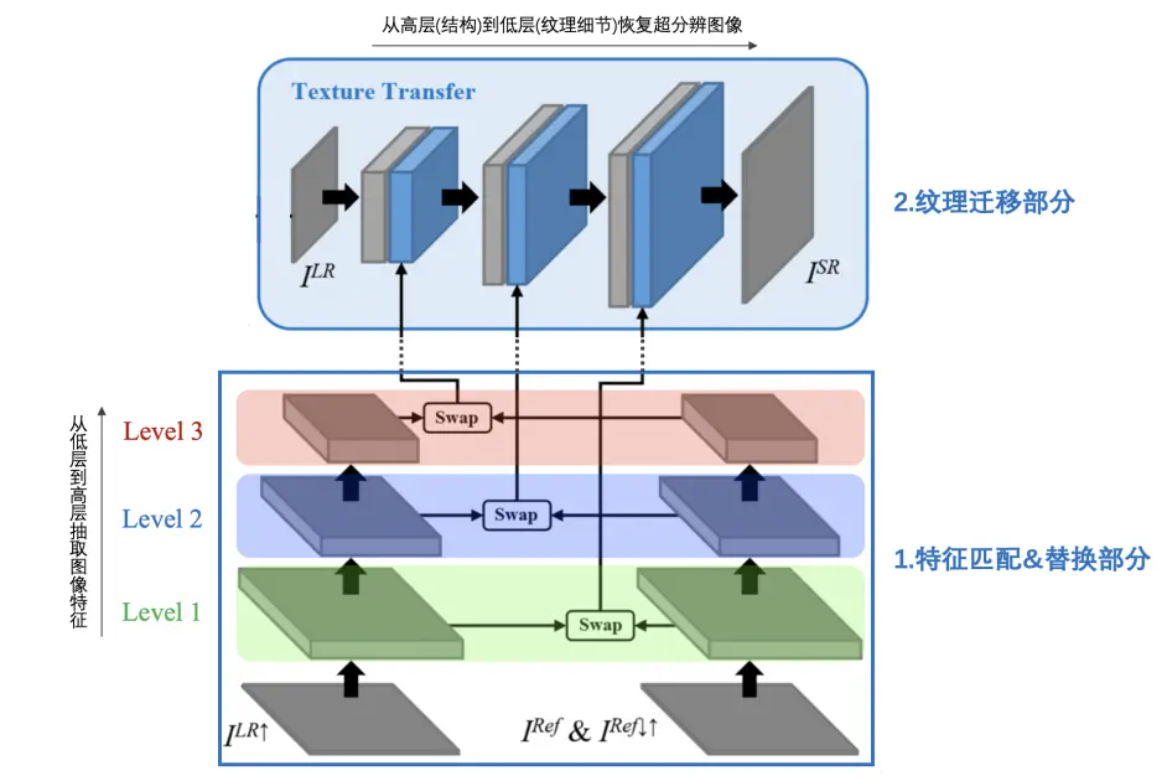 从高层(结构)到低层(纹理细节)恢复超分辨图像
Texture Transfer
I^{LR}
I^{SR}
2.纹理迁移部分
从低层到高层抽取图像特征
Level 3
Swap
Level 2
Swap
1.特征匹配&替换部分
Level 1
Swap
I^{LR↑}
I^{Ref} & I^{Ref↓↑}